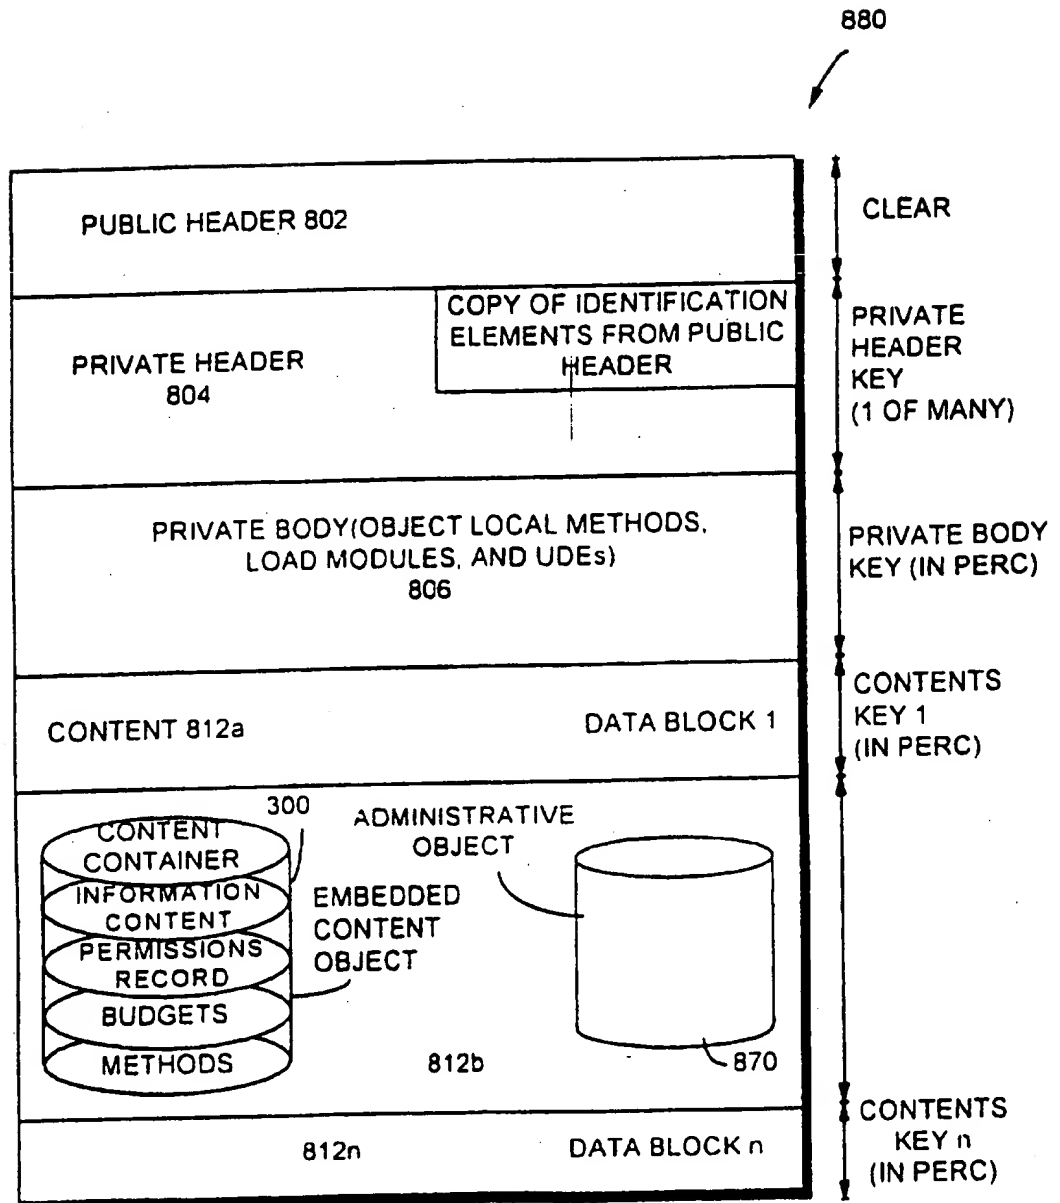 880
PUBLIC HEADER 802
CLEAR
COPY OF IDENTIFICATION
ELEMENTS FROM PUBLIC
HEADER
PRIVATE HEADER
804
PRIVATE
HEADER
KEY
(1 OF MANY)
PRIVATE BODY(OBJECT LOCAL METHODS,
LOAD MODULES, AND UDEs)
806
PRIVATE BODY
KEY (IN PERC)
CONTENT 812a
DATA BLOCK 1
CONTENTS
KEY 1
(IN PERC)
CONTENT
CONTAINER
INFORMATION
CONTENT
PERMISSIONS
RECORD
BUDGETS
METHODS
300
EMBEDDED
CONTENT
OBJECT
ADMINISTRATIVE
OBJECT
812b
870
812n
DATA BLOCK n
CONTENTS
KEY n
(IN PERC)